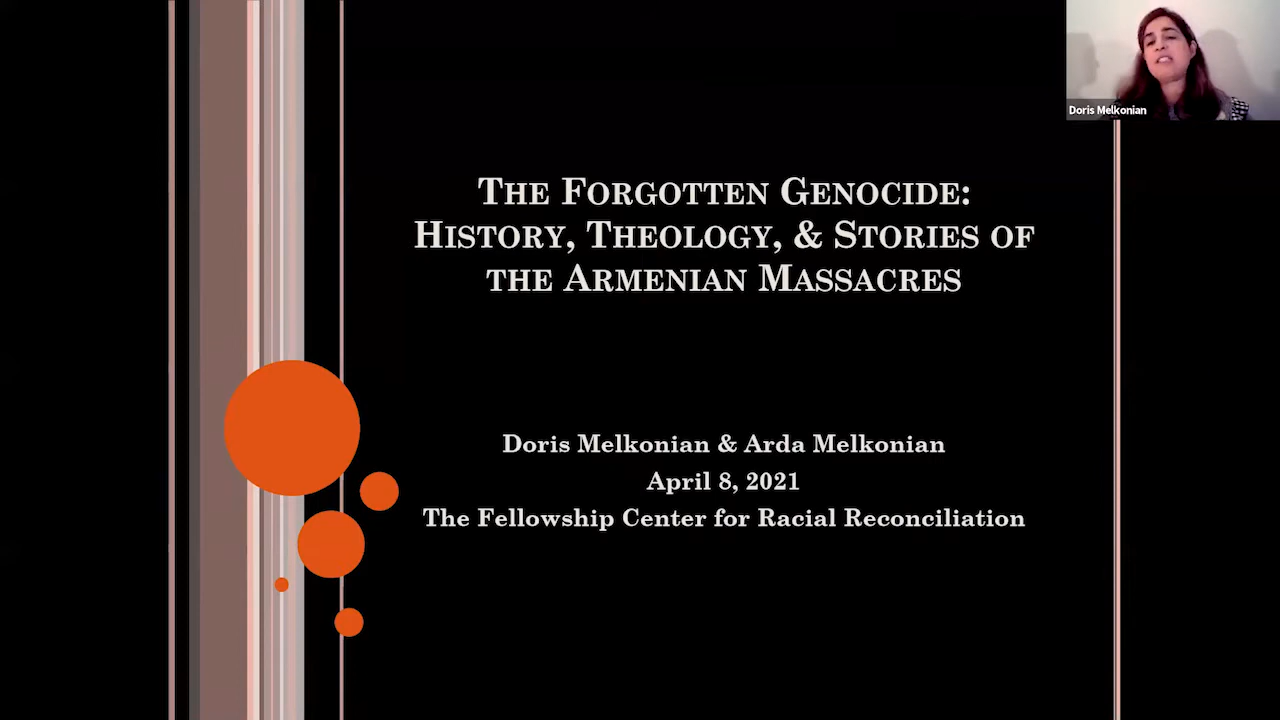 Doris Melkonian
The Forgotten Genocide:
History, Theology, & Stories of
the Armenian Massacres
Doris Melkonian & Arda Melkonian
April 8, 2021
The Fellowship Center for Racial Reconciliation